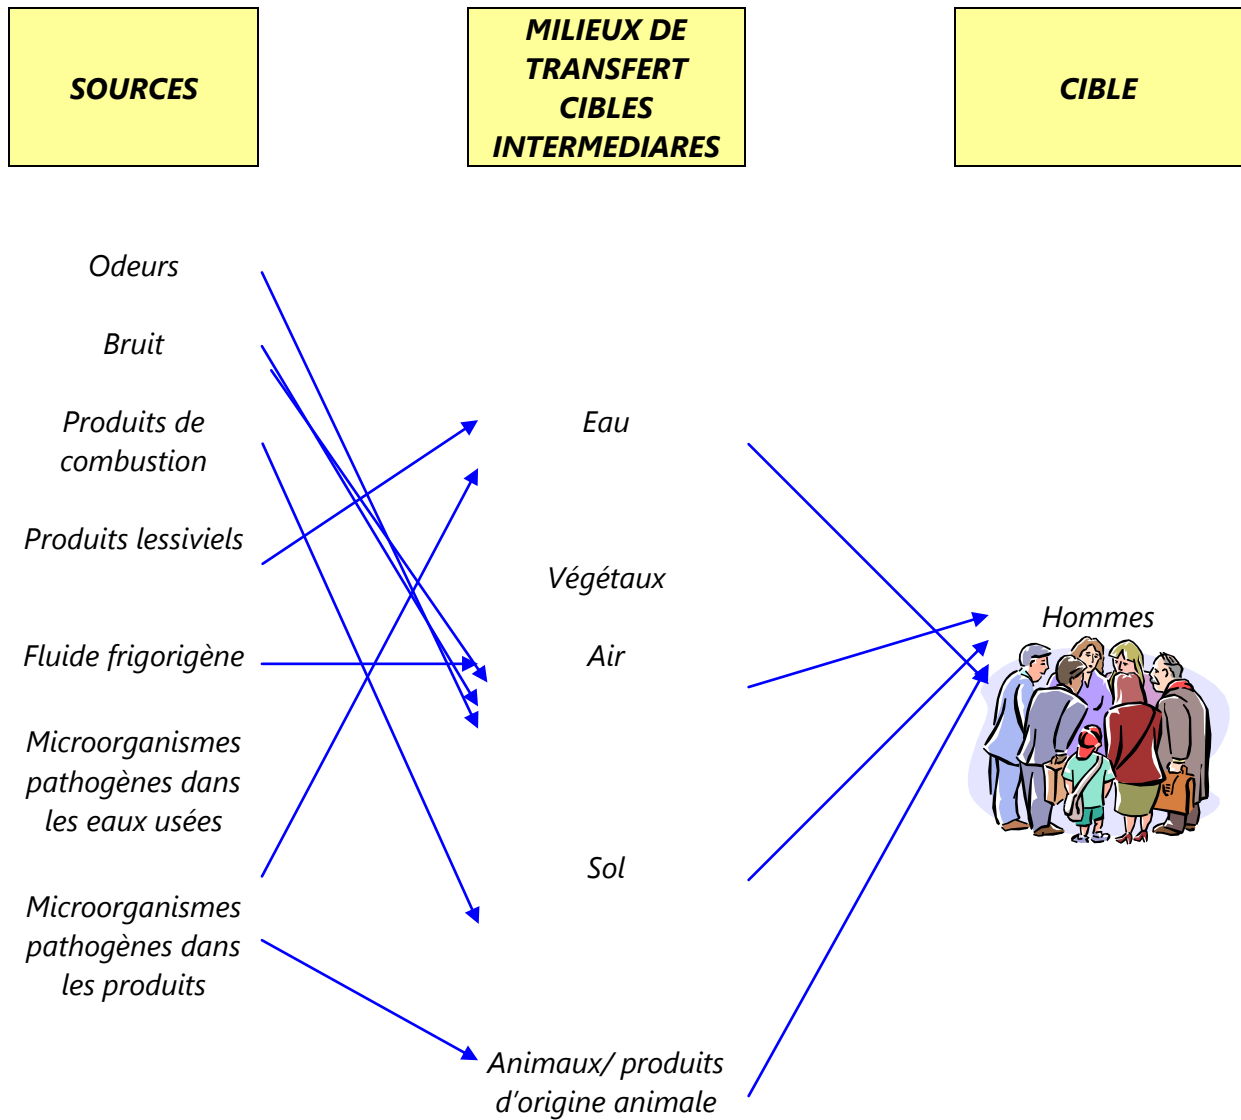 SOURCES
MILIEUX DE
TRANSFERT
CIBLES
INTERMEDIARES
CIBLE
Odeurs
Bruit
Produits de
combustion
Produits lessiviels
Fluide frigorigène
Microorganismes
pathogènes dans
les eaux usées
Microorganismes
pathogènes dans
les produits
Eau
Végétaux
Air
Sol
Animaux/ produits
d'origine animale
Hommes